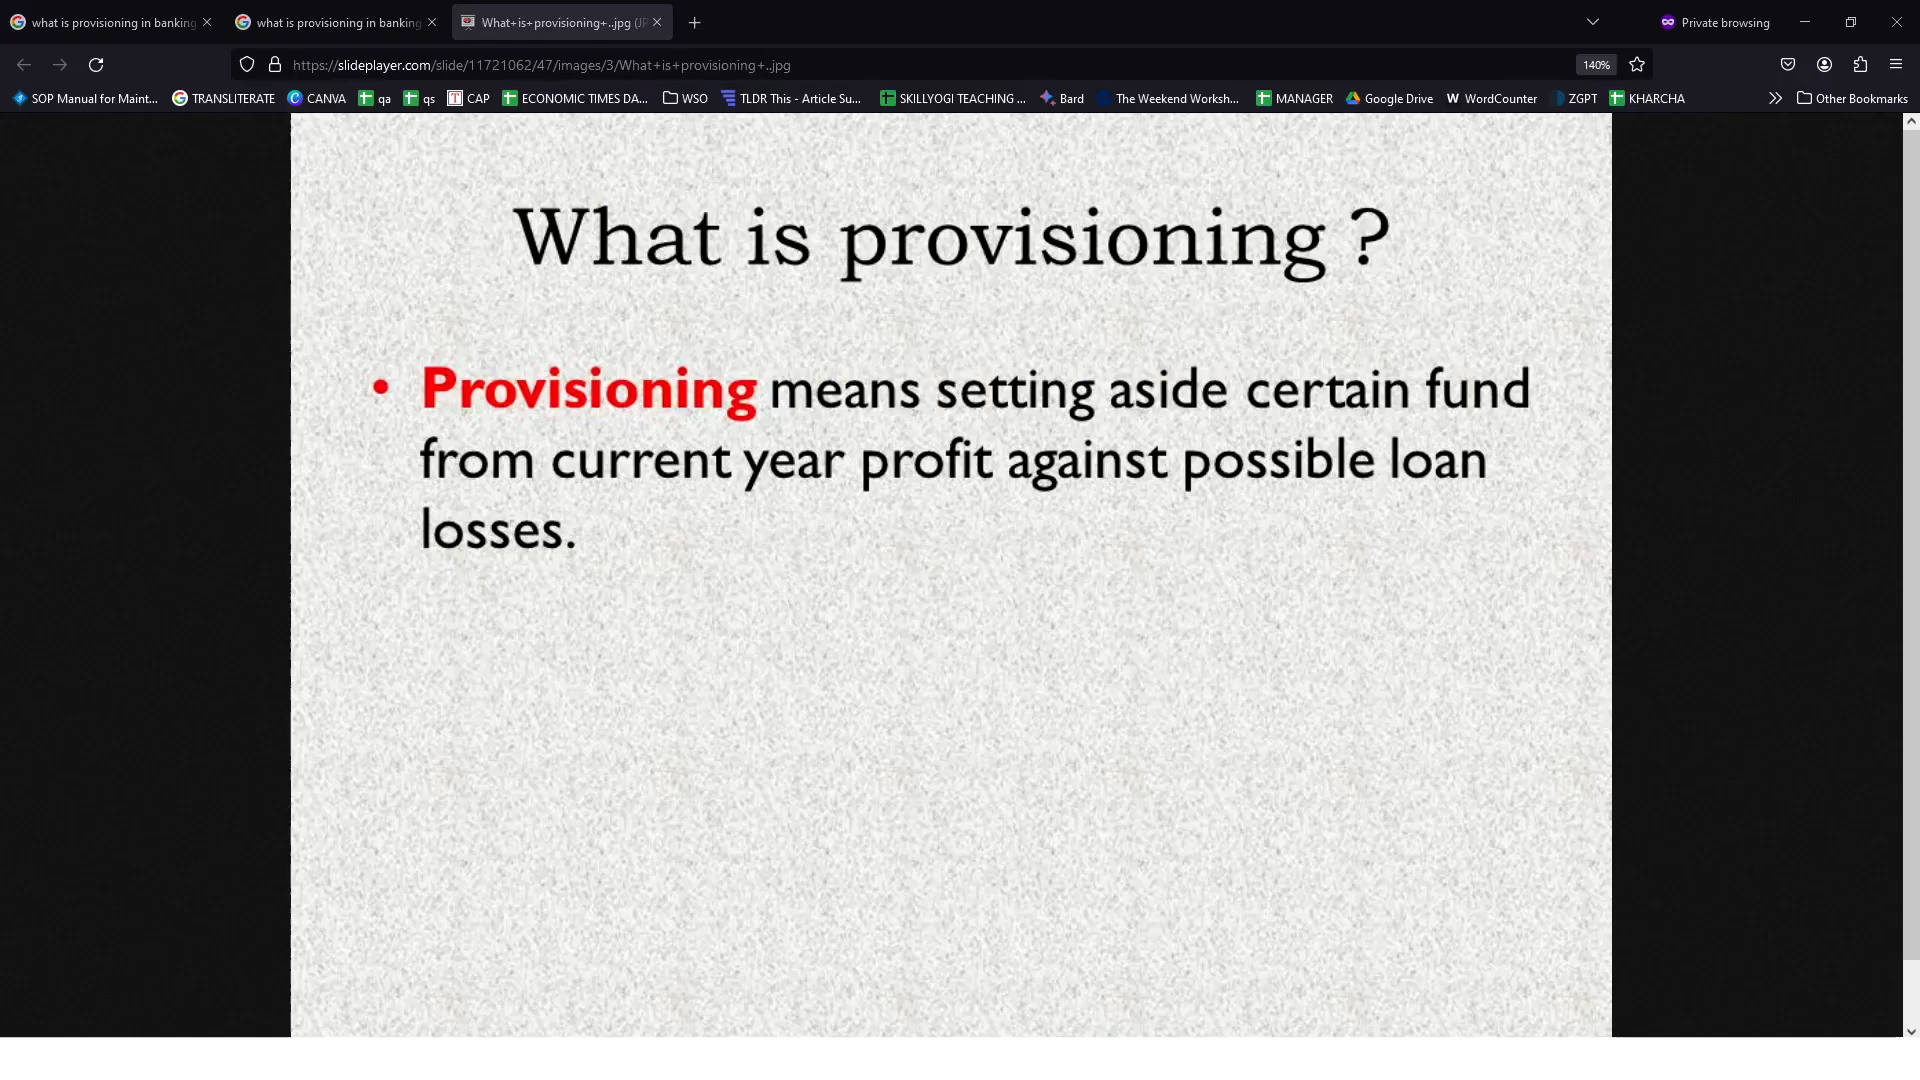 what is provisioning in banking
what is provisioning in banking
What+is+provisioning+..jpg (JP
Private browsing
https://slideplayer.com/slide/11721062/47/images/3/What+is+provisioning+..jpg
140%
SOP Manual for Maint...
TRANSLITERATE
CANVA
qa
qs
CAP
ECONOMIC TIMES DA...
WSO
TLDR This - Article Su...
SKILLYOGI TEACHING ...
Bard
The Weekend Worksh...
MANAGER
Google Drive
W WordCounter
ZGPT
KHARCHA
Other Bookmarks
What is provisioning ?
• Provisioning means setting aside certain fund
from current year profit against possible loan
losses.